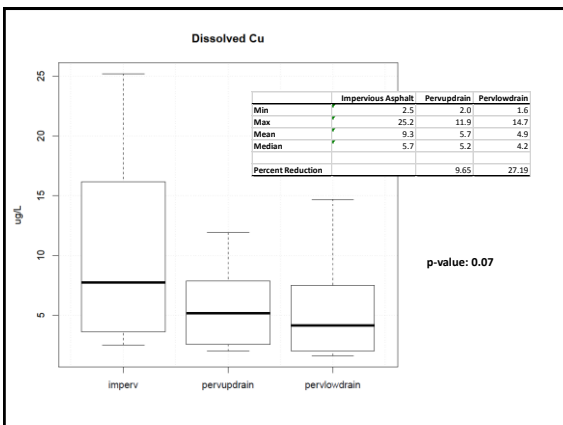 Dissolved Cu
25
20
15
10
5
ug/L
Impervious Asphalt Pervupdrain Pervlowdrain
Min 2.5 2.0 1.6
Max 25.2 11.9 14.7
Mean 9.3 5.7 4.9
Median 5.7 5.2 4.2
Percent Reduction 9.65 27.19
p-value: 0.07
imperv pervupdrain pervlowdrain